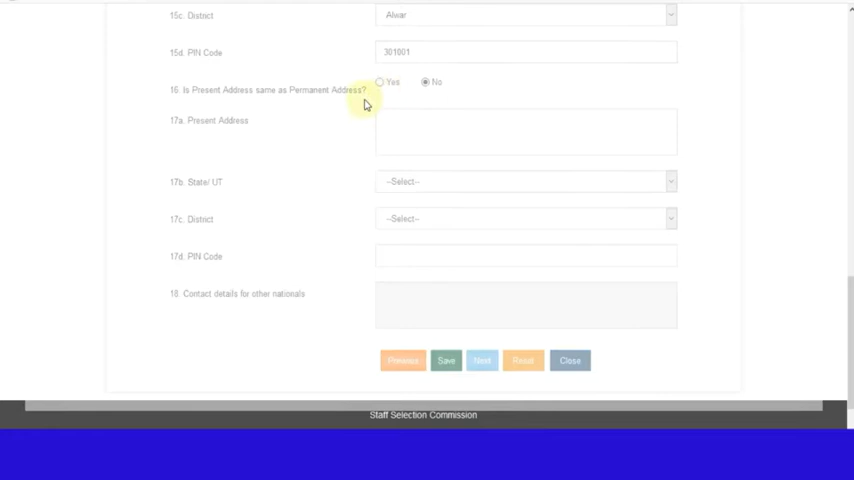 15c. District
Alwar
15d. PIN Code
301001
16. Is Present Address same as Permanent Address?
Yes
No
17a. Present Address
17b. State/ UT
--Select--
17c. District
--Select--
17d. PIN Code
18. Contact details for other nationals
Previous
Save
Next
Reset
Close
Staff Selection Commission